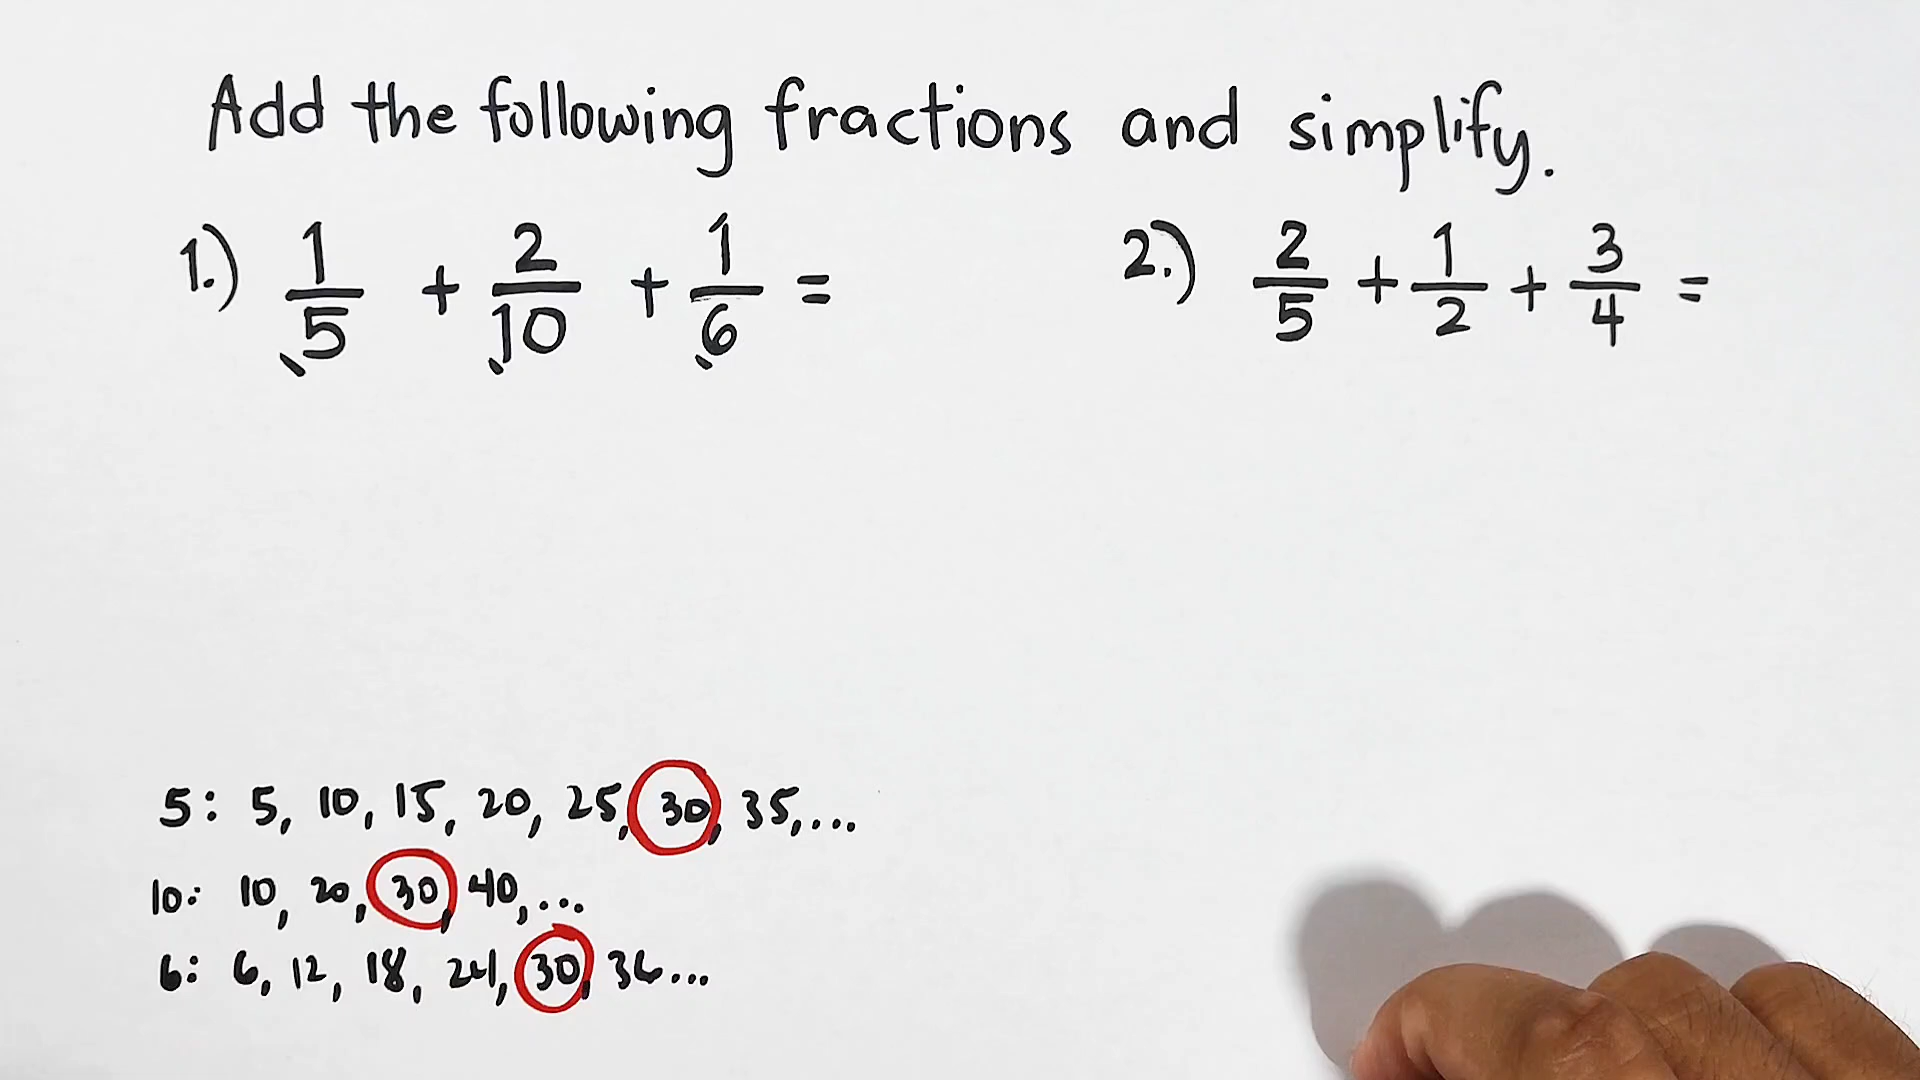 Add the following fractions and simplify.
1.) 1/5 + 2/10 + 1/6 =
2.) 2/5 + 1/2 + 3/4 =
5: 5, 10, 15, 20, 25, 30, 35, ...
10: 10, 20, 30, 40, ...
6: 6, 12, 18, 24, 30, 36 ...